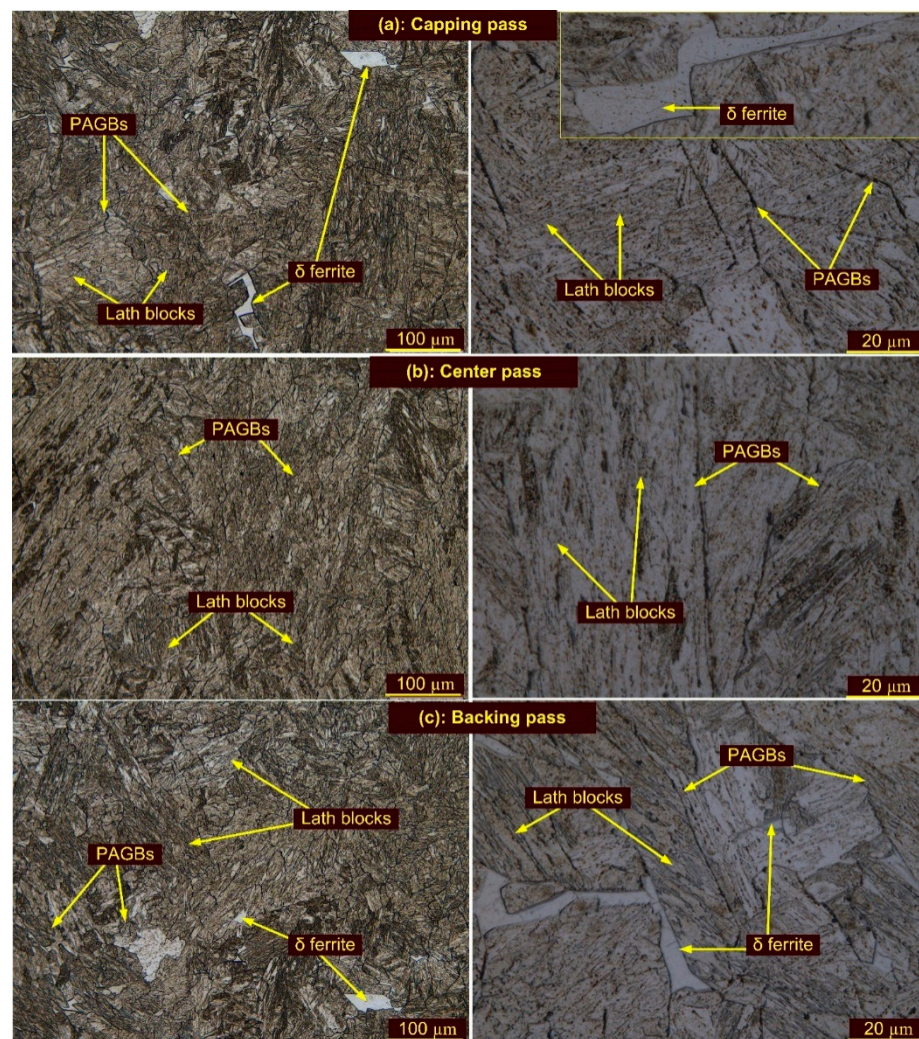 (a): Capping pass
PAGBs
Lath blocks
δ ferrite
100 µm
δ ferrite
Lath blocks
PAGBs
20 µm
(b): Center pass
PAGBs
Lath blocks
100 µm
PAGBs
Lath blocks
20 µm
(c): Backing pass
Lath blocks
PAGBs
δ ferrite
100 µm
PAGBs
Lath blocks
δ ferrite
20 µm